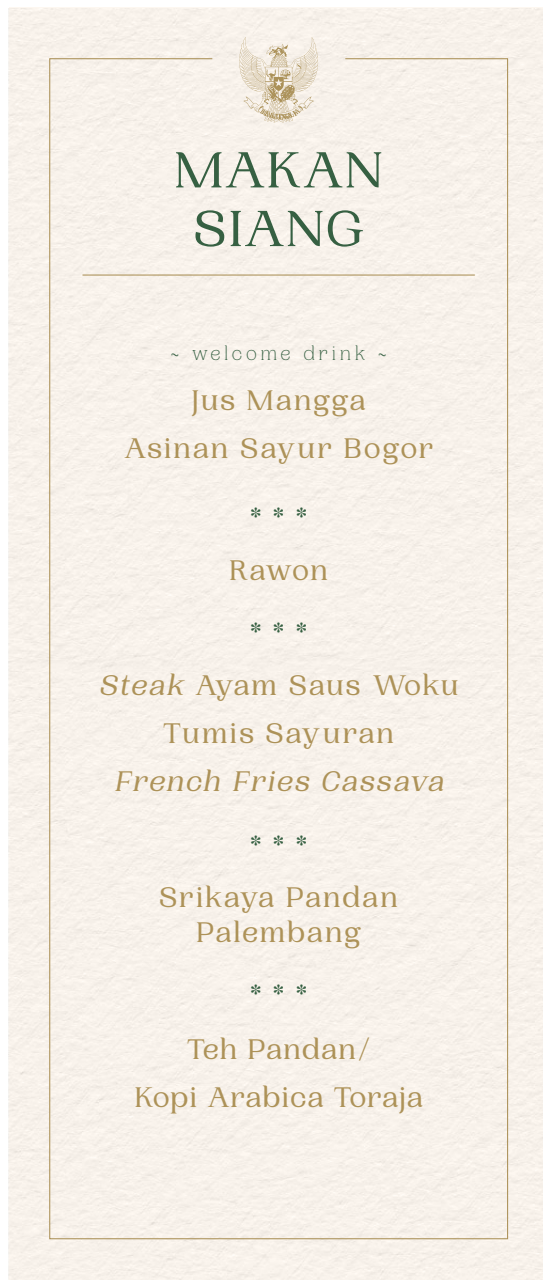 MAKAN
SIANG
~ welcome drink ~
Jus Mangga
Asinan Sayur Bogor
* * *
Rawon
* * *
Steak Ayam Saus Woku
Tumis Sayuran
French Fries Cassava
* * *
Srikaya Pandan
Palembang
* * *
Teh Pandan/
Kopi Arabica Toraja